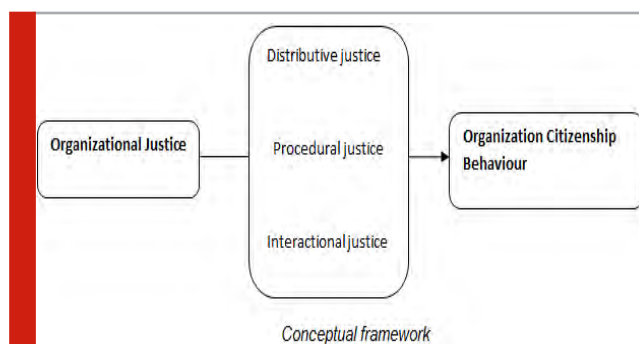 Distributive justice
Organizational Justice
Procedural justice
Organization Citizenship
Behaviour
Interactional justice
Conceptual framework